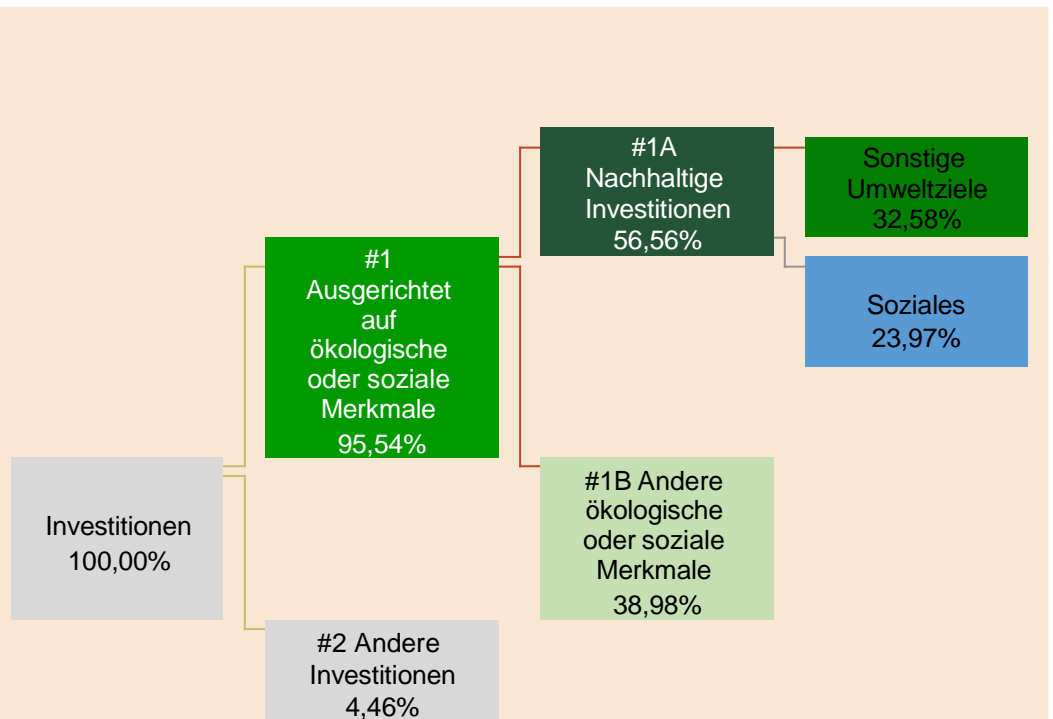 #1A
Nachhaltige
Investitionen
56,56%
Sonstige
Umweltziele
32,58%
#1
Ausgerichtet
auf
ökologische
oder soziale
Merkmale
95,54%
Soziales
23,97%
Investitionen
100,00%
#1B Andere
ökologische
oder soziale
Merkmale
38,98%
#2 Andere
Investitionen
4,46%